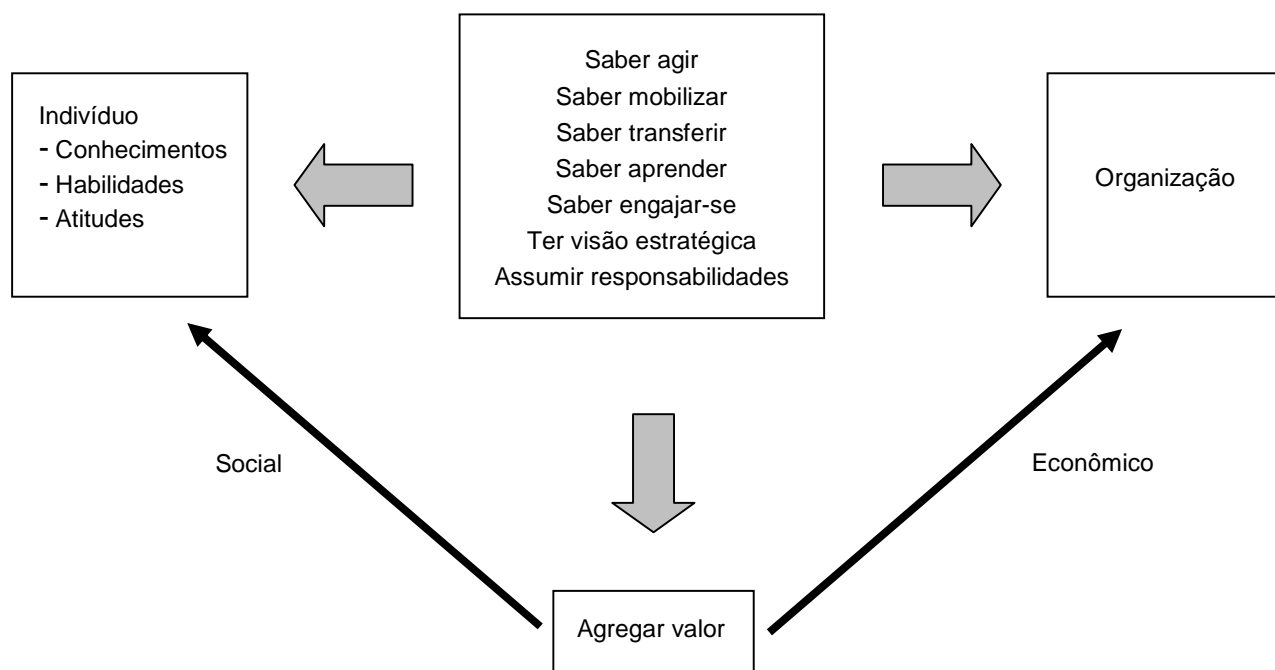 Saber agir
Saber mobilizar
Saber transferir
Saber aprender
Saber engajar-se
Ter visão estratégica
Assumir responsabilidades
Indivíduo
- Conhecimentos
- Habilidades
- Atitudes
Organização
Social
Econômico
Agregar valor